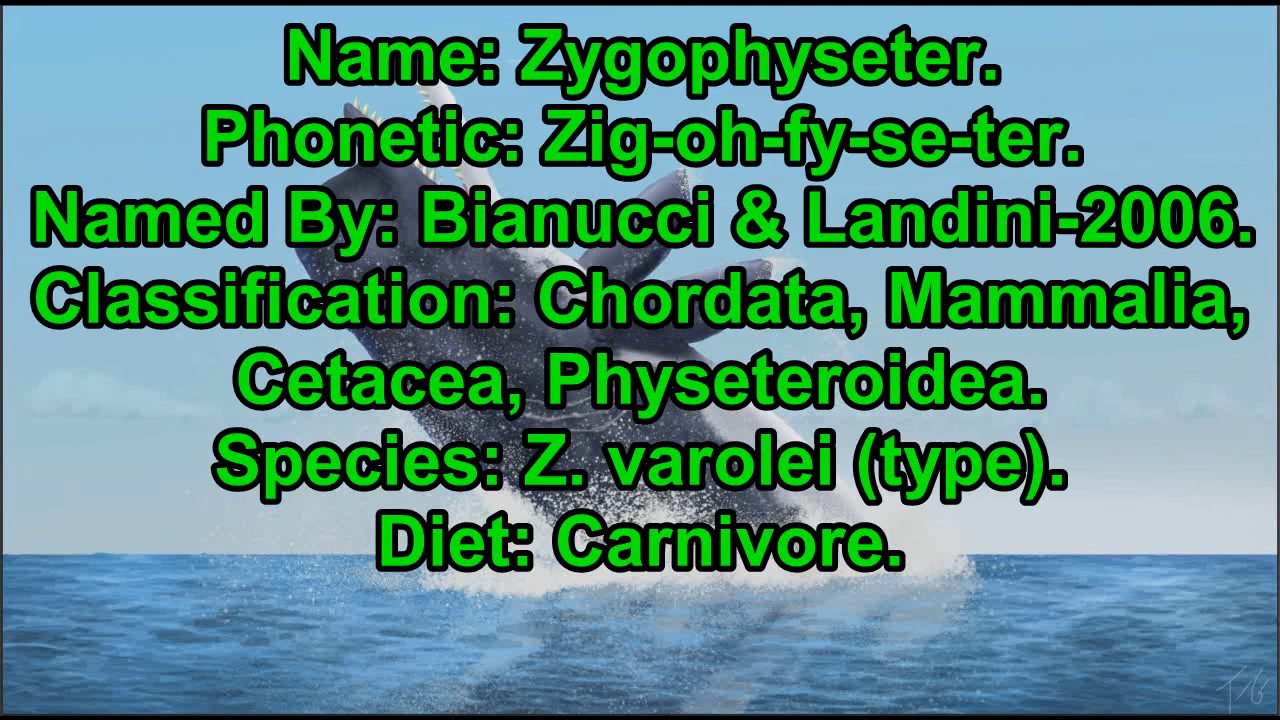 Name: Zygophyseter.
Phonetic: Zig-oh-fy-se-ter.
Named By: Bianucci & Landini-2006.
Classification: Chordata, Mammalia,
Cetacea, Physeteroidea.
Species: Z. varolei (type).
Diet: Carnivore.